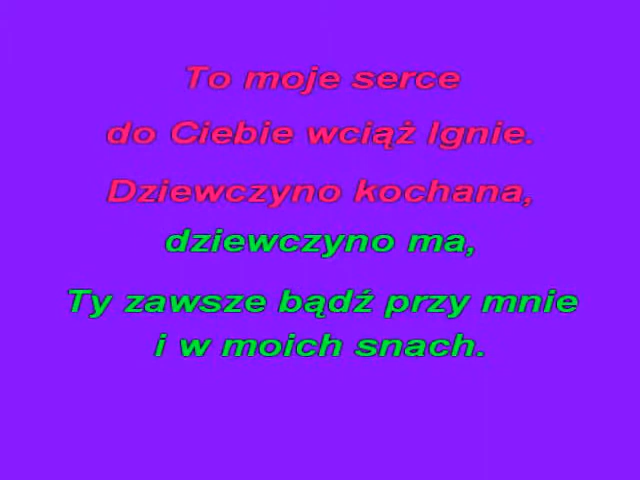 To moje serce
do Ciebie wciąż lgnie.
Dziewczyno kochana,
dziewczyno ma,
Ty zawsze bądź przy mnie
i w moich snach.